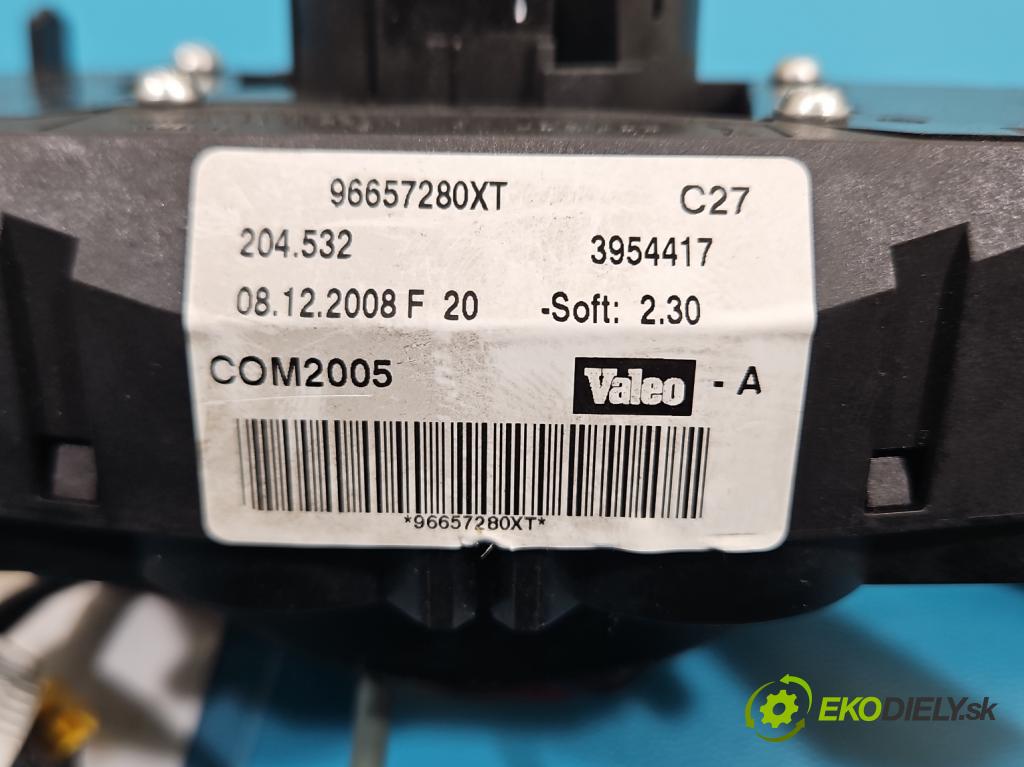 96657280XT C27
204.532 3954417
08.12.2008 F 20 -Soft: 2.30
COM2005 Valeo - A
*96657280XT*
EKODIELY.sk